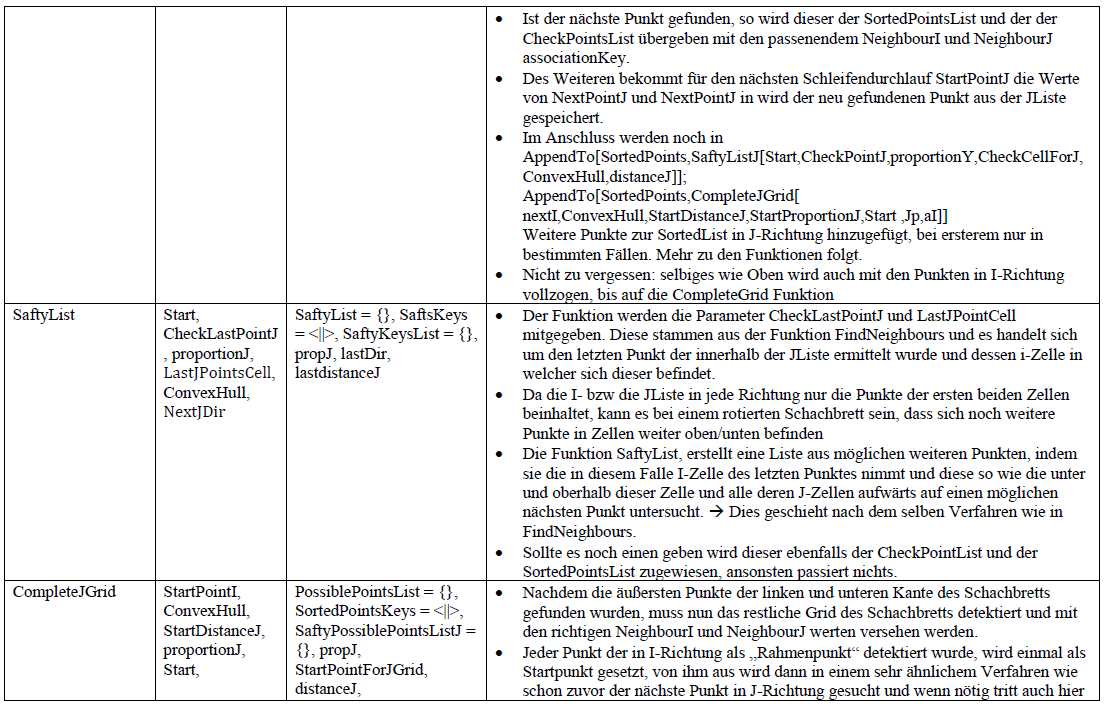 • Ist der nächste Punkt gefunden, so wird dieser der SortedPointsList und der der
CheckPointsList übergeben mit den passenendem NeighbourI und NeighbourJ
associationKey.
• Des Weiteren bekommt für den nächsten Schleifendurchlauf StartPointJ die Werte
von NextPointJ und NextPointJ in wird der neu gefundenen Punkt aus der JListe
gespeichert.
• Im Anschluss werden noch in
AppendTo[SortedPoints,SaftyListJ[Start,CheckPointJ,proportionY,CheckCellForJ,
ConvexHull,distanceJ]];
AppendTo[SortedPoints,CompleteJGrid[
nextI,ConvexHull,StartDistanceJ,StartProportionJ,Start ,Jp,aI]]
Weitere Punkte zur SortedList in J-Richtung hinzugefügt, bei ersterem nur in
bestimmten Fällen. Mehr zu den Funktionen folgt.
• Nicht zu vergessen: selbiges wie Oben wird auch mit den Punkten in I-Richtung
vollzogen, bis auf die CompleteGrid Funktion
SaftyList
Start,
CheckLastPointJ
, proportionJ,
LastJPointsCell,
ConvexHull,
NextJDir
SaftyList = {}, SaftsKeys
= <||>, SaftyKeysList = {},
propJ, lastDir,
lastdistanceJ
• Der Funktion werden die Parameter CheckLastPointJ und LastJPointCell
mitgegeben. Diese stammen aus der Funktion FindNeighbours und es handelt sich
um den letzten Punkt der innerhalb der JListe ermittelt wurde und dessen i-Zelle in
welcher sich dieser befindet.
• Da die I- bzw die JListe in jede Richtung nur die Punkte der ersten beiden Zellen
beinhaltet, kann es bei einem rotierten Schachbrett sein, dass sich noch weitere
Punkte in Zellen weiter oben/unten befinden
• Die Funktion SaftyList, erstellt eine Liste aus möglichen weiteren Punkten, indem
sie die in diesem Falle I-Zelle des letzten Punktes nimmt und diese so wie die unter
und oberhalb dieser Zelle und alle deren J-Zellen aufwärts auf einen möglichen
nächsten Punkt untersucht. → Dies geschieht nach dem selben Verfahren wie in
FindNeighbours.
• Sollte es noch einen geben wird dieser ebenfalls der CheckPointList und der
SortedPointsList zugewiesen, ansonsten passiert nichts.
CompleteJGrid
StartPointI,
ConvexHull,
StartDistanceJ,
proportionJ,
Start,
PossiblePointsList = {},
SortedPointsKeys = <||>,
SaftyPossiblePointsListJ =
{}, propJ,
StartPointForJGrid,
distanceJ,
• Nachdem die äußersten Punkte der linken und unteren Kante des Schachbretts
gefunden wurden, muss nun das restliche Grid des Schachbretts detektiert und mit
den richtigen NeighbourI und NeighbourJ werten versehen werden.
• Jeder Punkt der in I-Richtung als „Rahmenpunkt“ detektiert wurde, wird einmal als
Startpunkt gesetzt, von ihm aus wird dann in einem sehr ähnlichem Verfahren wie
schon zuvor der nächste Punkt in J-Richtung gesucht und wenn nötig tritt auch hier